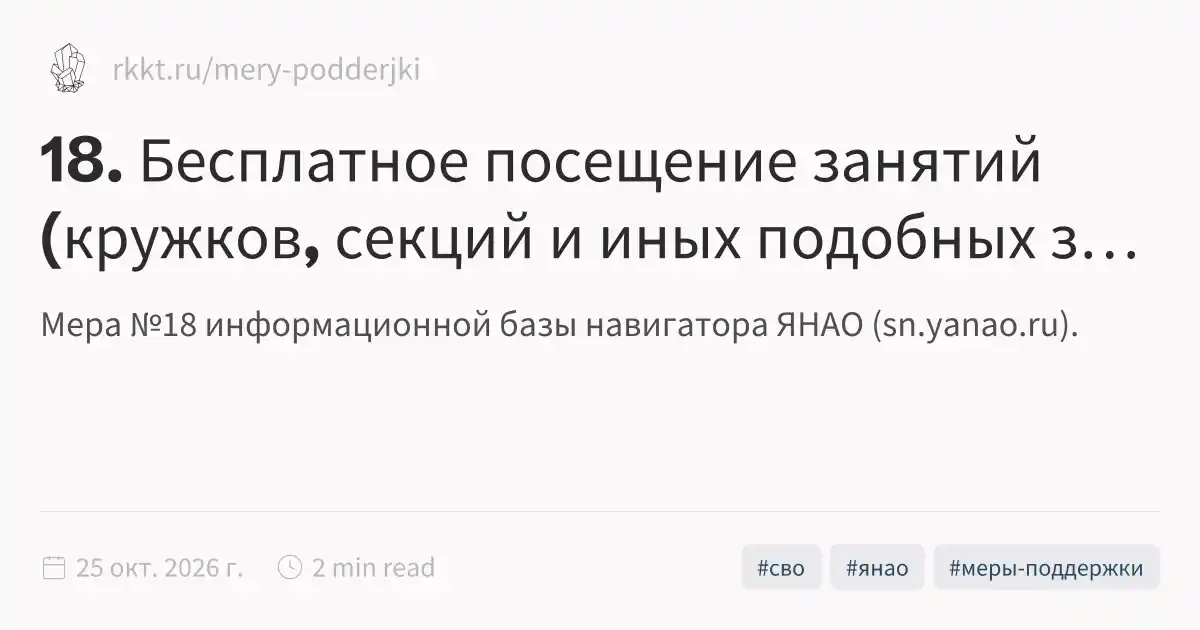 rkkt.ru/mery-podderjki
18. Бесплатное посещение занятий
(кружков, секций и иных подобных з…
Мера №18 информационной базы навигатора ЯНАО (sn.yanao.ru).
25 окт. 2026 г.
2 min read
#сво
#янао
#меры-поддержки